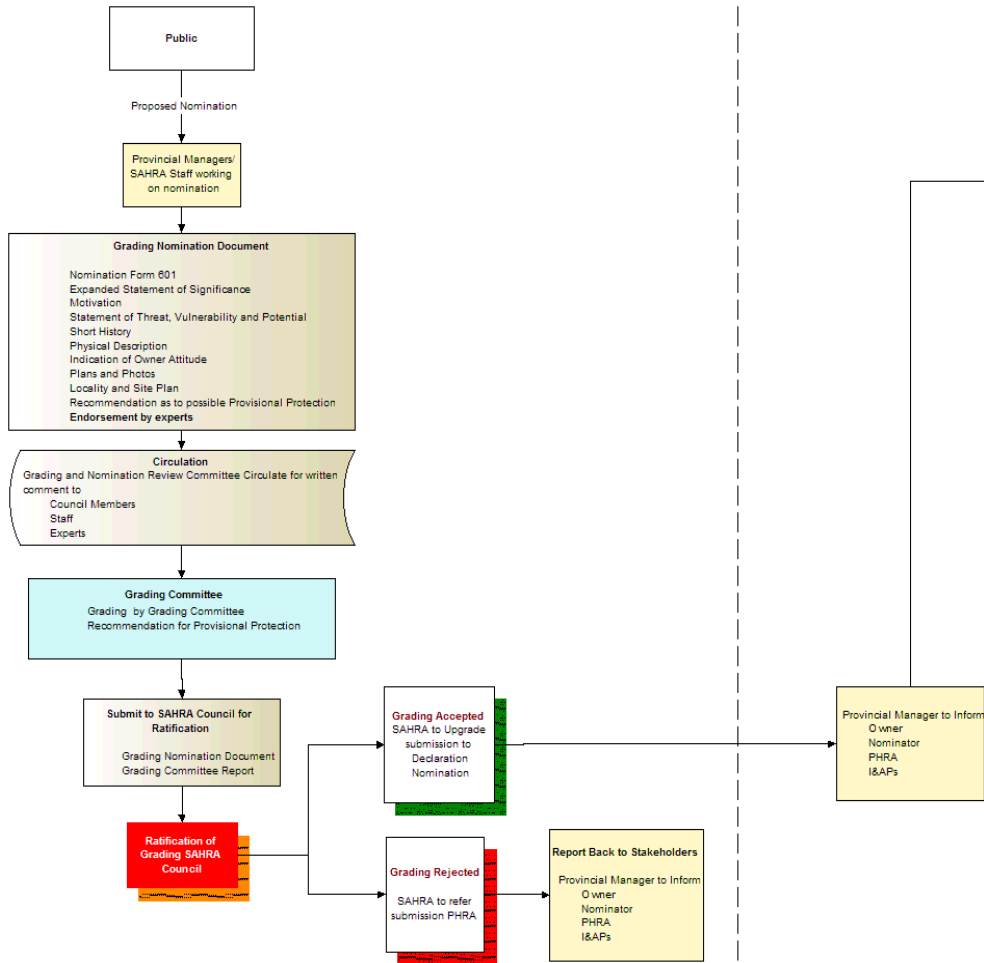 Public
Proposed Nomination
Provincial Managers/
SAHRA Staff working
on nomination
Grading Nomination Document
Nomination Form 601
Expanded Statement of Significance
Motivation
Statement of Threat, Vulnerability and Potential
Short History
Physical Description
Indication of Owner Attitude
Plans and Photos
Locality and Site Plan
Recommendation as to possible Provisional Protection
Endorsement by experts
Circulation
Grading and Nomination Review Committee Circulate for written
comment to
Council Members
Staff
Experts
Grading Committee
Grading by Grading Committee
Recommendation for Provisional Protection
Submit to SAHRA Council for
Ratification
Grading Nomination Document
Grading Committee Report
Ratification of
Grading SAHRA
Council
Grading Accepted
SAHRA to Upgrade
submission to
Declaration
Nomination
Grading Rejected
SAHRA to refer
submission PHRA
Report Back to Stakeholders
Provincial Manager to Inform
Owner
Nominator
PHRA
I&APs
Provincial Manager to Inform
Owner
Nominator
PHRA
I&APs